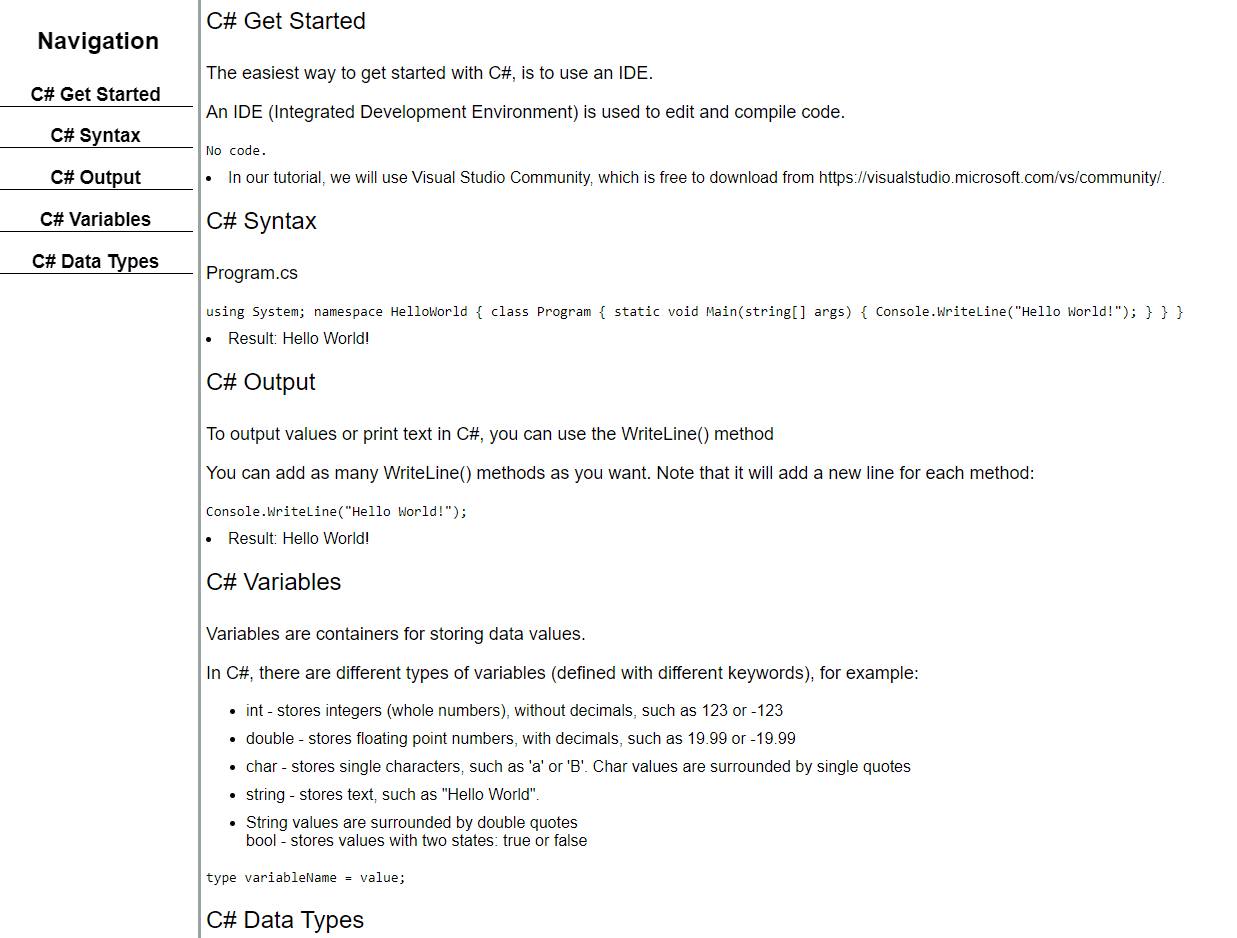 Navigation
C# Get Started
C# Syntax
C# Output
C# Variables
C# Data Types
C# Get Started
The easiest way to get started with C#, is to use an IDE.
An IDE (Integrated Development Environment) is used to edit and compile code.
No code.
• In our tutorial, we will use Visual Studio Community, which is free to download from https://visualstudio.microsoft.com/vs/community/.
C# Syntax
Program.cs
using System; namespace HelloWorld { class Program { static void Main(string[] args) { Console.WriteLine("Hello World!"); } } }
• Result: Hello World!
C# Output
To output values or print text in C#, you can use the WriteLine() method
You can add as many WriteLine() methods as you want. Note that it will add a new line for each method:
Console.WriteLine("Hello World!");
• Result: Hello World!
C# Variables
Variables are containers for storing data values.
In C#, there are different types of variables (defined with different keywords), for example:
• int - stores integers (whole numbers), without decimals, such as 123 or -123
• double - stores floating point numbers, with decimals, such as 19.99 or -19.99
• char - stores single characters, such as 'a' or 'B'. Char values are surrounded by single quotes
• string - stores text, such as "Hello World".
• String values are surrounded by double quotes
bool - stores values with two states: true or false
type variableName = value;
C# Data Types